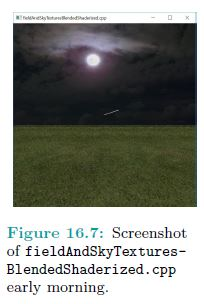 fieldAndSkyTexturesBlendedShaderized.cpp
Figure 16.7: Screenshot
of fieldAndSkyTextures-
BlendedShaderized.cpp
early morning.